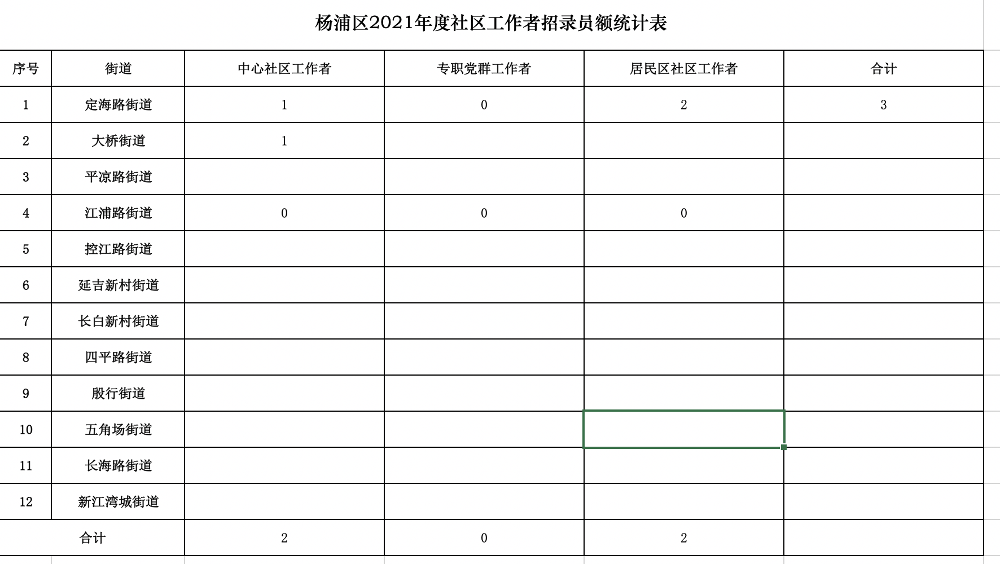 杨浦区2021年度社区工作者招录员额统计表
序号 街道 中心社区工作者 专职党群工作者 居民区社区工作者 合计
1 定海路街道 1 0 2 3
2 大桥街道 1
3 平凉路街道
4 江浦路街道 0 0 0
5 控江路街道
6 延吉新村街道
7 长白新村街道
8 四平路街道
9 殷行街道
10 五角场街道
11 长海路街道
12 新江湾城街道
合计 2 0 2